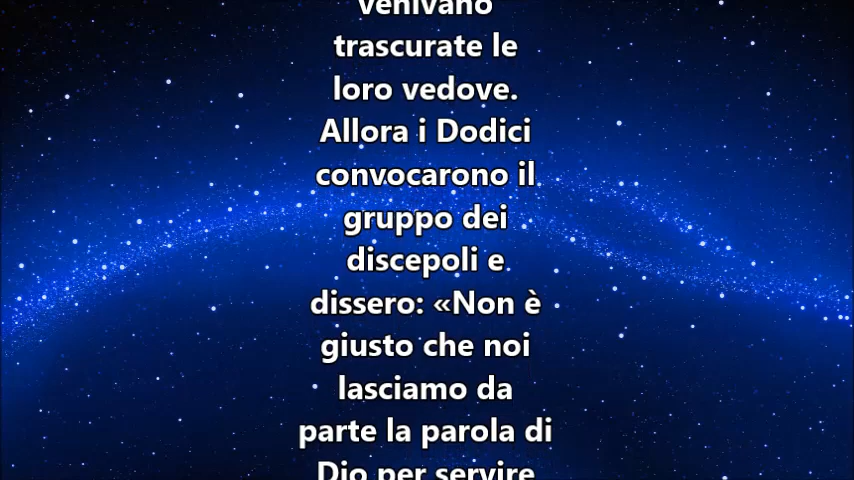 venivano
trascurate le
loro vedove.
Allora i Dodici
convocarono il
gruppo dei
discepoli e
dissero: «Non è
giusto che noi
lasciamo da
parte la parola di
Dio per servire